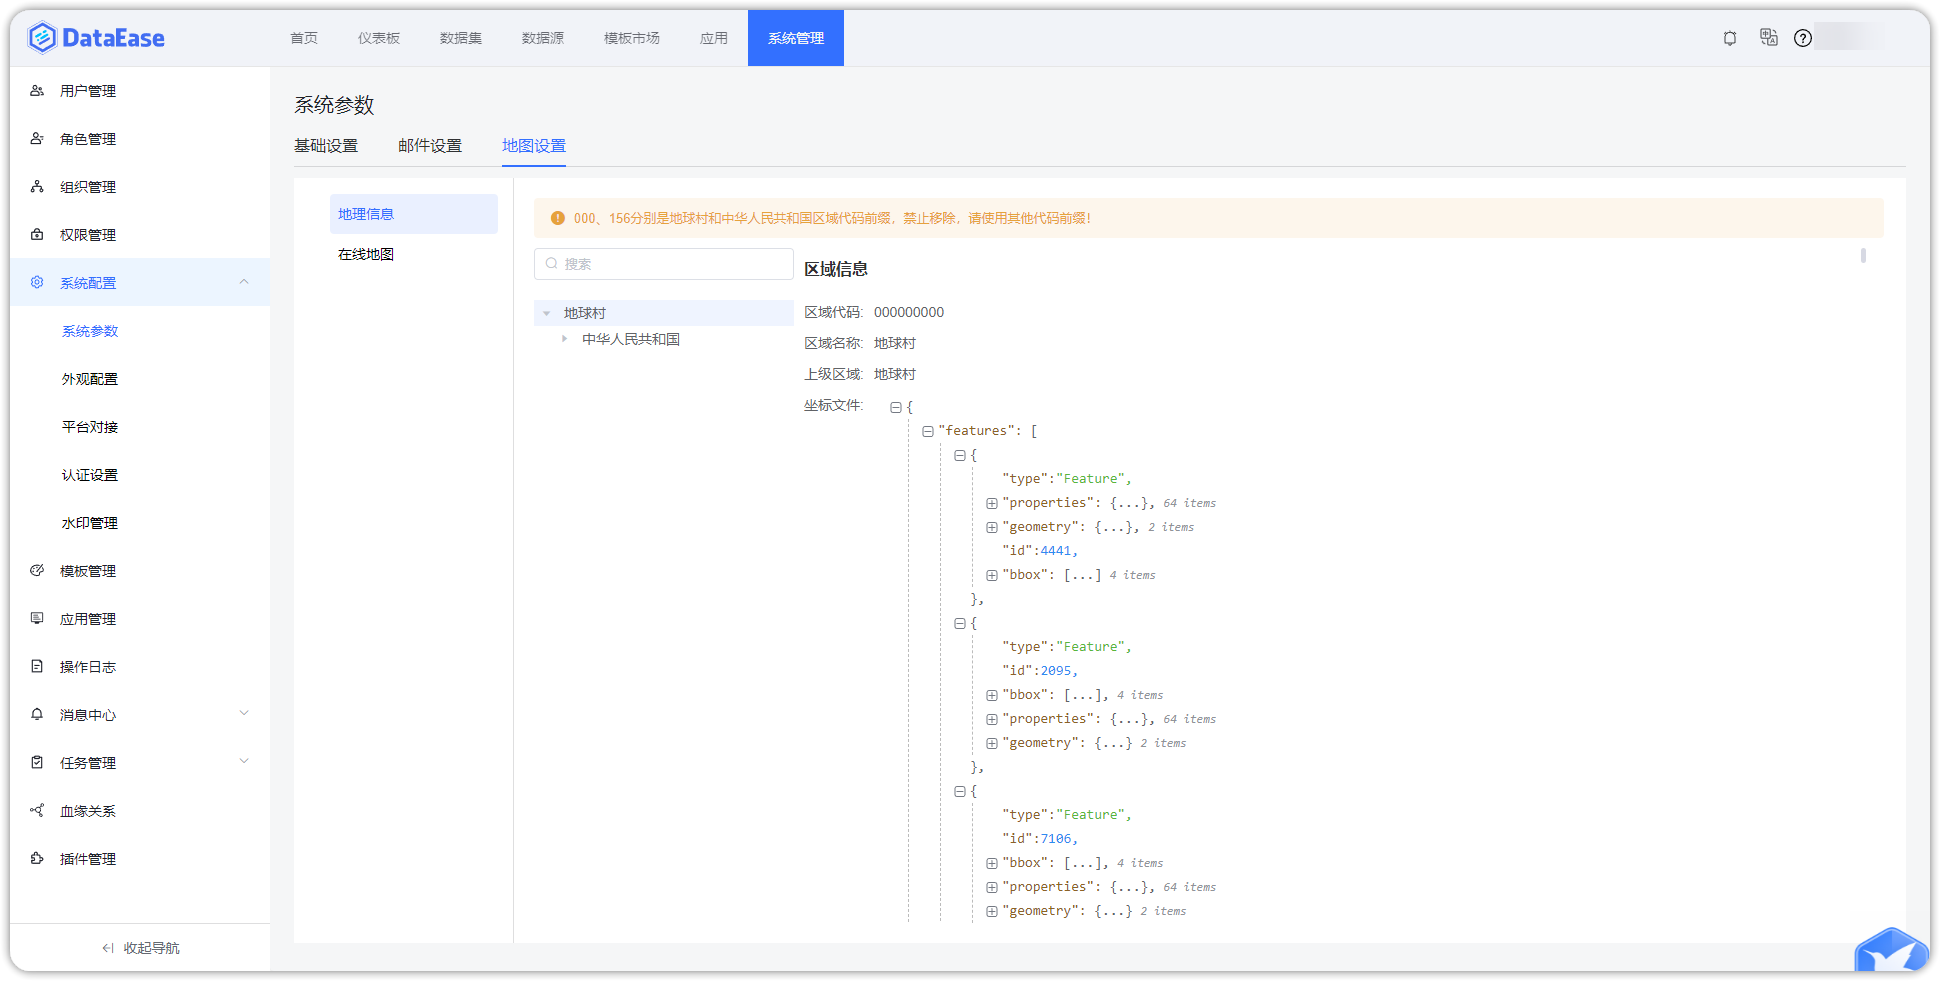 DataEase
首页 仪表板 数据集 数据源 模板市场 应用 系统管理
用户管理
角色管理
组织管理
权限管理
系统配置
系统参数
外观配置
平台对接
认证设置
水印管理
模板管理
应用管理
操作日志
消息中心
任务管理
血缘关系
插件管理
收起导航
系统参数
基础设置 邮件设置 地图设置
地理信息
在线地图
000、156分别是地球村和中华人民共和国区域代码前缀，禁止移除，请使用其他代码前缀！
搜索
地球村
中华人民共和国
区域信息
区域代码: 000000000
区域名称: 地球村
上级区域: 地球村
坐标文件: {
"features": [
{
"type":"Feature",
"properties": {...}, 64 items
"geometry": {...}, 2 items
"id":4441,
"bbox": [...] 4 items
},
{
"type":"Feature",
"id":2095,
"bbox": [...], 4 items
"properties": {...}, 64 items
"geometry": {...} 2 items
},
{
"type":"Feature",
"id":7106,
"bbox": [...], 4 items
"properties": {...}, 64 items
"geometry": {...} 2 items